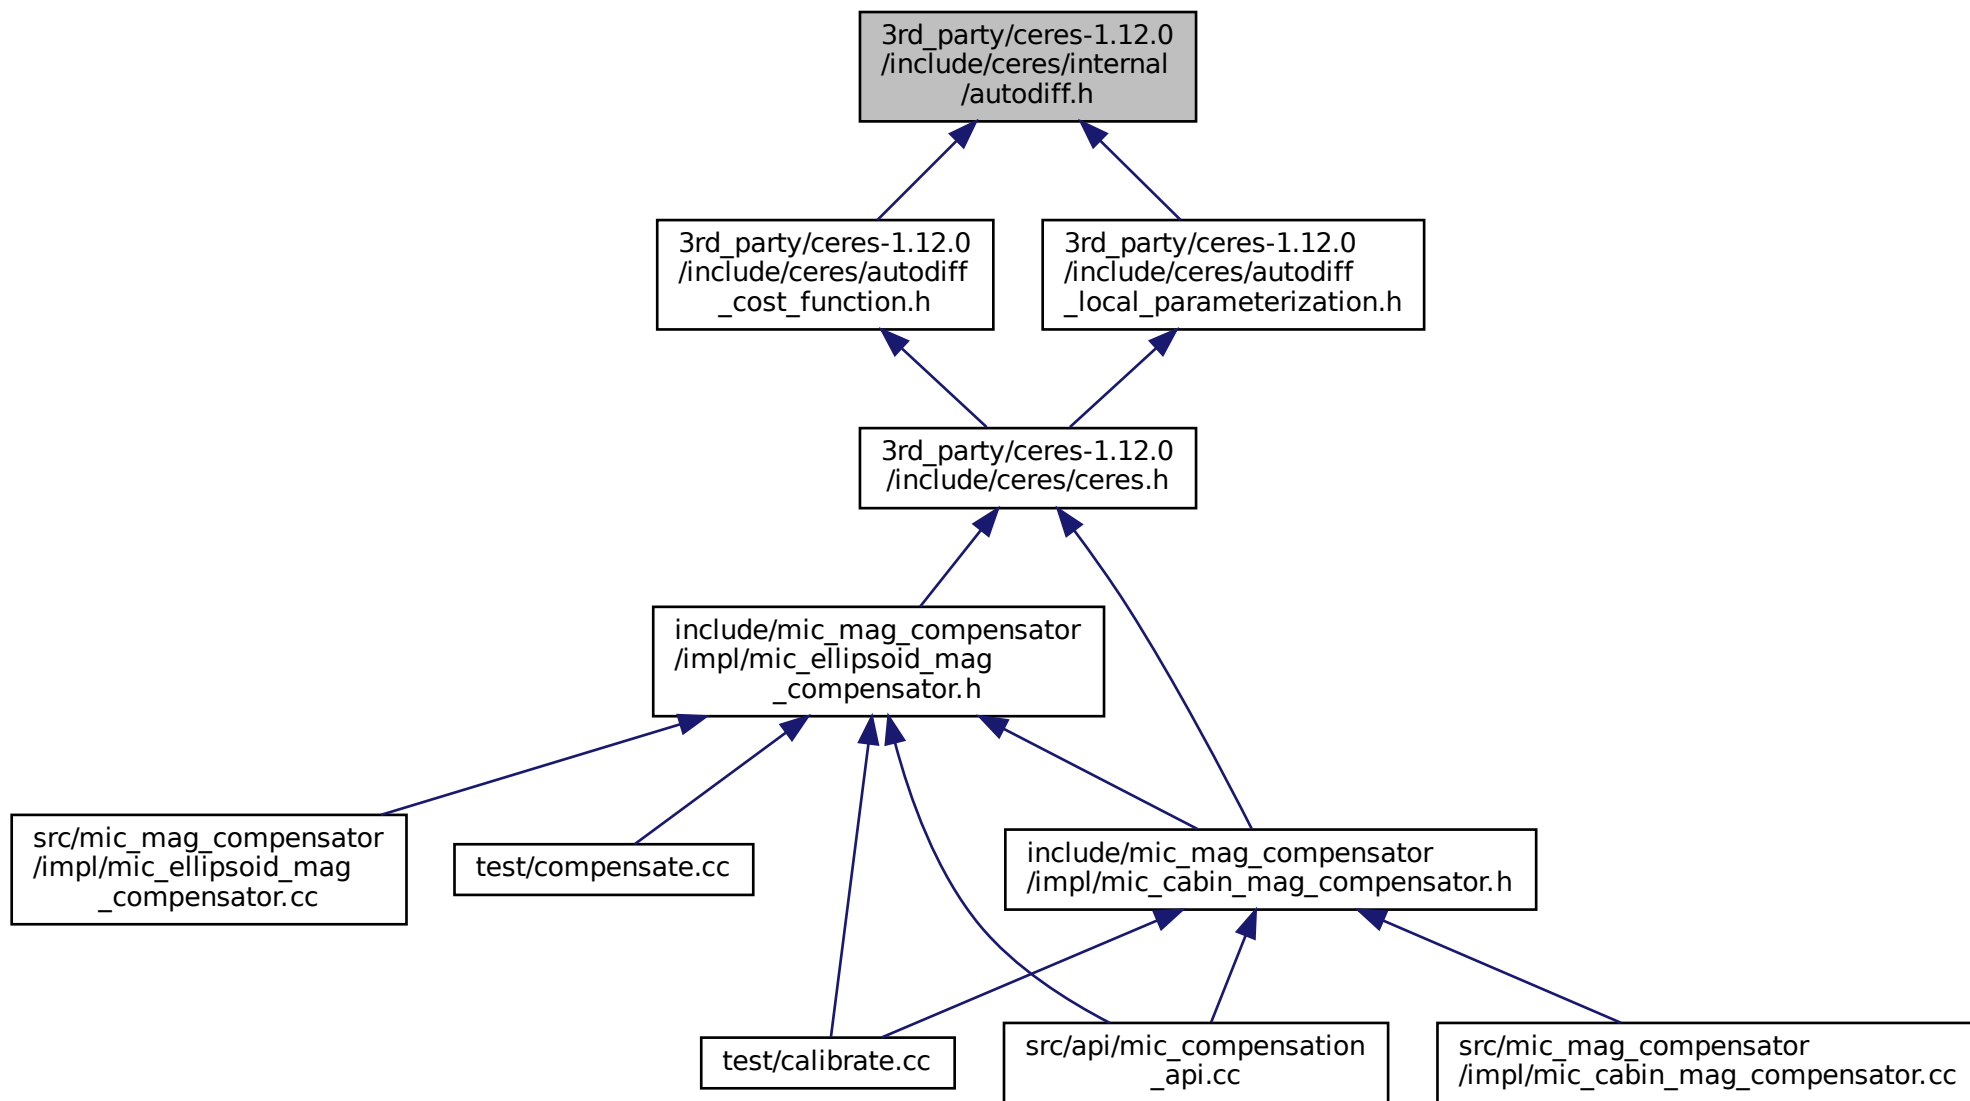 3rd_party/ceres-1.12.0
/include/ceres/internal
/autodiff.h
3rd_party/ceres-1.12.0
/include/ceres/autodiff
_cost_function.h
3rd_party/ceres-1.12.0
/include/ceres/autodiff
_local_parameterization.h
3rd_party/ceres-1.12.0
/include/ceres/ceres.h
include/mic_mag_compensator
/impl/mic_ellipsoid_mag
_compensator.h
src/mic_mag_compensator
/impl/mic_ellipsoid_mag
_compensator.cc
test/compensate.cc
include/mic_mag_compensator
/impl/mic_cabin_mag_compensator.h
test/calibrate.cc
src/api/mic_compensation
_api.cc
src/mic_mag_compensator
/impl/mic_cabin_mag_compensator.cc